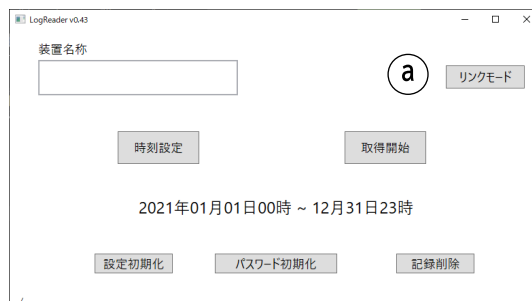 LogReader v0.43
装置名称
a
リンクモード
時刻設定
取得開始
2021年01月01日00時 ~ 12月31日23時
設定初期化
パスワード初期化
記録削除